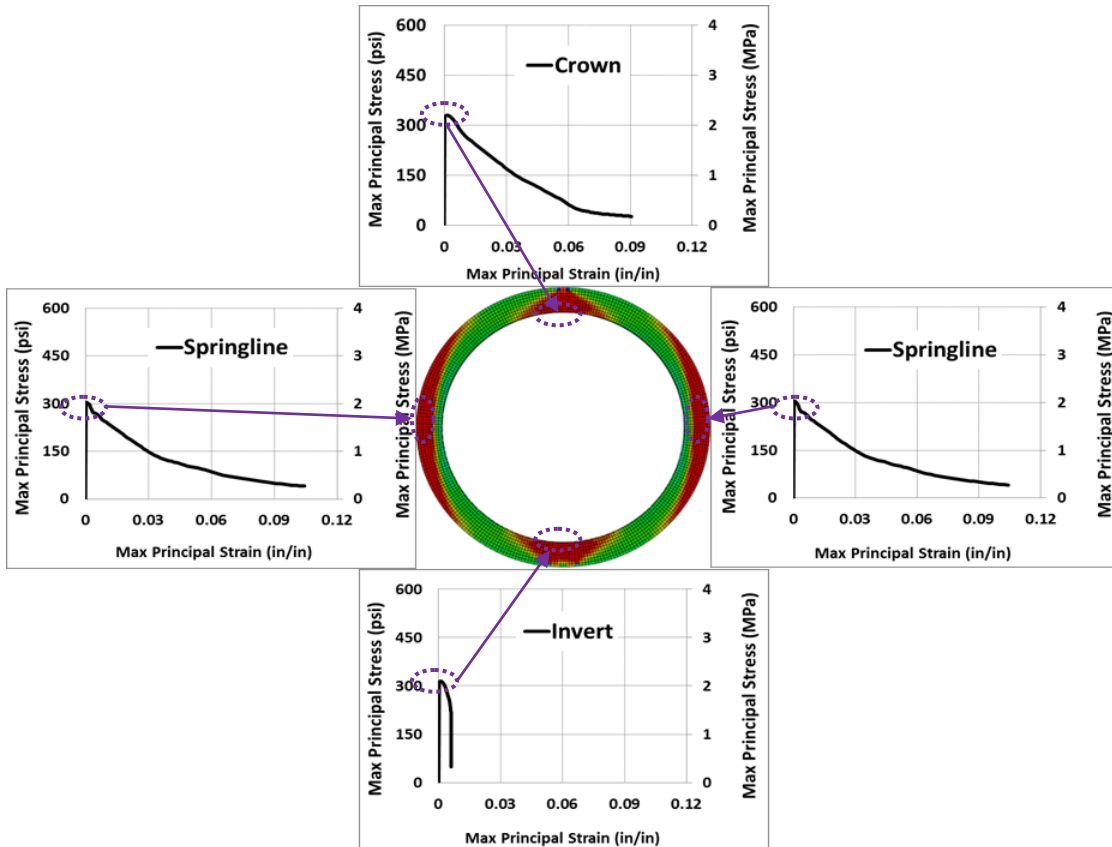 Max Principal Stress (psi)
600
450
300
150
0
Crown
4
3
2
1
0
Max Principal Stress (MPa)
0 0.03 0.06 0.09 0.12
Max Principal Strain (in/in)
Max Principal Stress (psi)
600
450
300
150
0
Springline
4
3
2
1
0
Max Principal Stress (MPa)
0 0.03 0.06 0.09 0.12
Max Principal Strain (in/in)
Max Principal Stress (psi)
600
450
300
150
0
Springline
4
3
2
1
0
Max Principal Stress (MPa)
0 0.03 0.06 0.09 0.12
Max Principal Strain (in/in)
Max Principal Stress (psi)
600
450
300
150
0
Invert
4
3
2
1
0
Max Principal Stress (MPa)
0 0.03 0.06 0.09 0.12
Max Principal Strain (in/in)